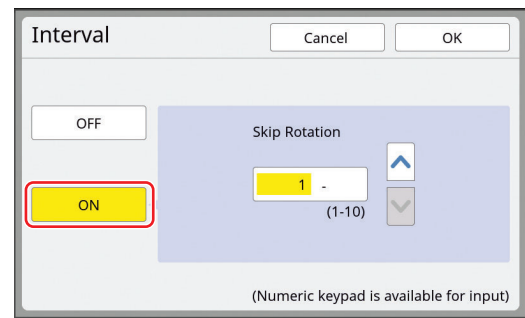 Interval
Cancel
OK
OFF
Skip Rotation
1 -
ON
(1-10)
(Numeric keypad is available for input)